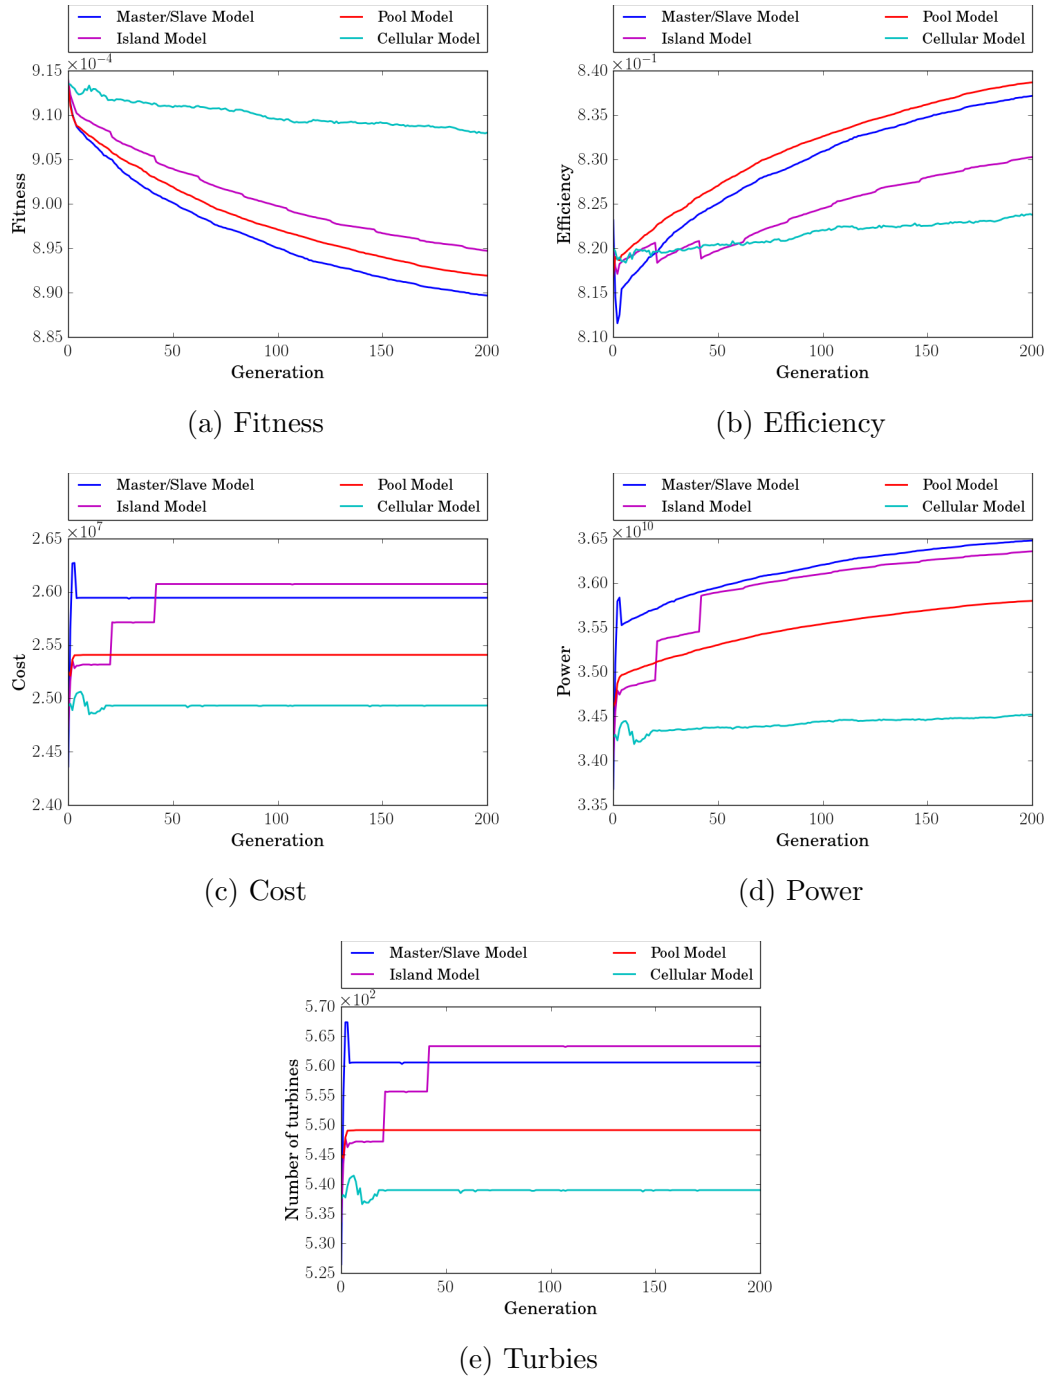 Master/Slave Model Pool Model
Island Model Cellular Model
×10⁻⁴
9.15
9.10
9.05
9.00
8.95
8.90
8.85
Fitness
0 50 100 150 200
Generation
(a) Fitness
Master/Slave Model Pool Model
Island Model Cellular Model
×10⁻¹
8.40
8.35
8.30
8.25
8.20
8.15
8.10
Efficiency
0 50 100 150 200
Generation
(b) Efficiency
Master/Slave Model Pool Model
Island Model Cellular Model
×10⁷
2.65
2.60
2.55
2.50
2.45
2.40
Cost
0 50 100 150 200
Generation
(c) Cost
Master/Slave Model Pool Model
Island Model Cellular Model
×10¹⁰
3.65
3.60
3.55
3.50
3.45
3.40
3.35
Power
0 50 100 150 200
Generation
(d) Power
Master/Slave Model Pool Model
Island Model Cellular Model
×10²
5.70
5.65
5.60
5.55
5.50
5.45
5.40
5.35
5.30
5.25
Number of turbines
0 50 100 150 200
Generation
(e) Turbies